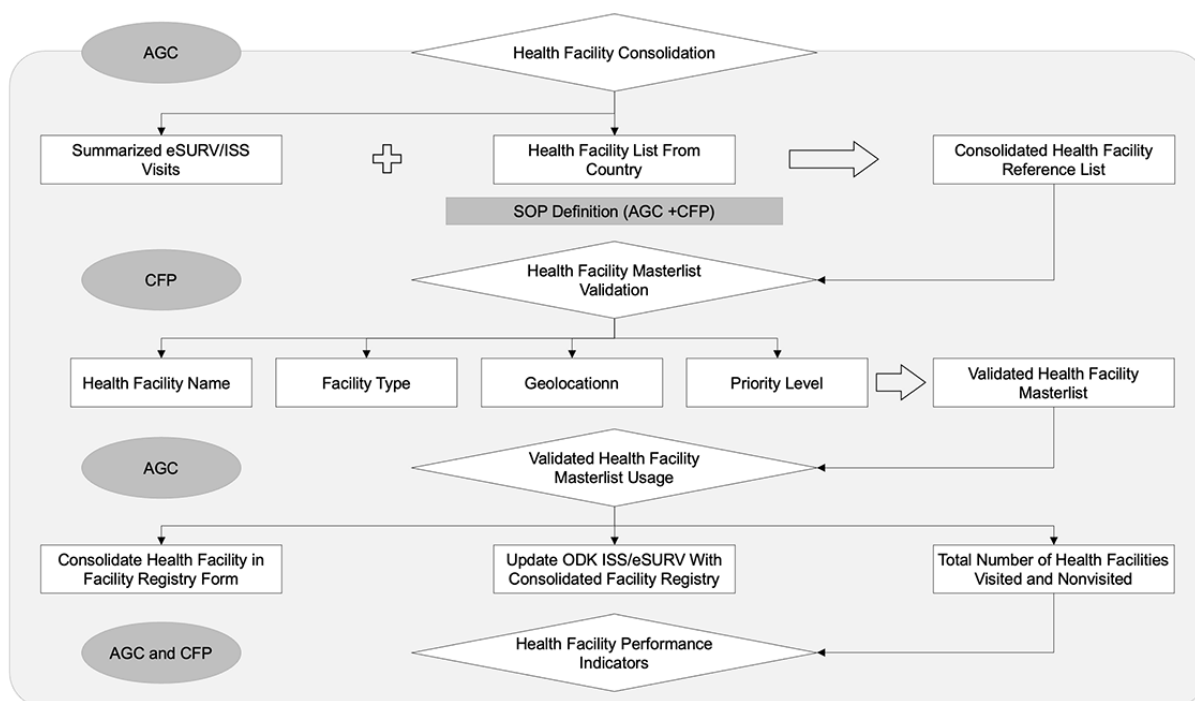 AGC
Health Facility Consolidation
Summarized eSURV/ISS
Visits
Health Facility List From
Country
Consolidated Health Facility
Reference List
SOP Definition (AGC +CFP)
CFP
Health Facility Masterlist
Validation
Health Facility Name
Facility Type
Geolocationn
Priority Level
Validated Health Facility
Masterlist
AGC
Validated Health Facility
Masterlist Usage
Consolidate Health Facility in
Facility Registry Form
Update ODK ISS/eSURV With
Consolidated Facility Registry
Total Number of Health Facilities
Visited and Nonvisited
AGC and CFP
Health Facility Performance
Indicators